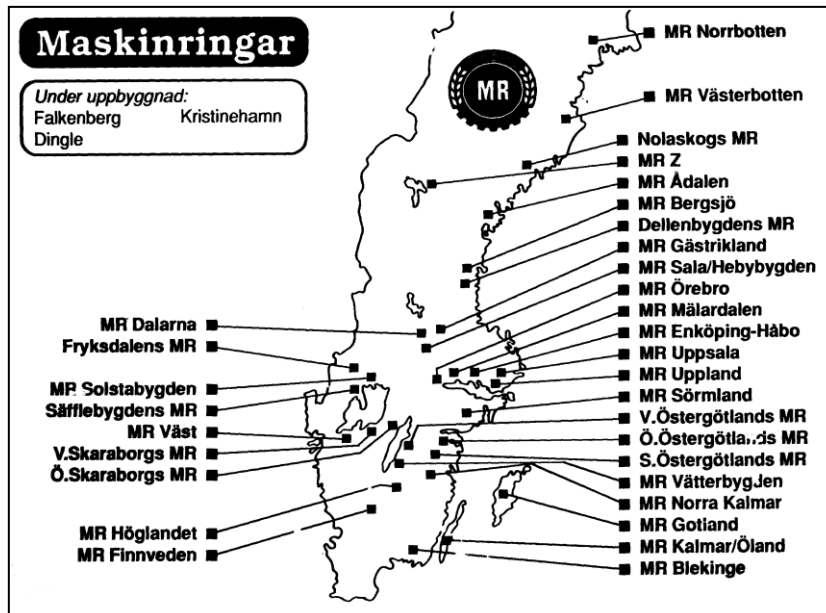 Maskinringar
Under uppbyggnad:
Falkenberg Kristinehamn
Dingle
MR
MR Norrbotten
MR Västerbotten
Nolaskogs MR
MR Z
MR Ådalen
MR Bergsjö
Dellenbygdens MR
MR Gästrikland
MR Sala/Hebybygden
MR Örebro
MR Mälardalen
MR Enköping-Håbo
MR Uppsala
MR Uppland
MR Sörmland
V.Östergötlands MR
Ö.Östergötlands MR
S.Östergötlands MR
MR Vätterbygden
MR Norra Kalmar
MR Gotland
MR Kalmar/Öland
MR Blekinge
MR Dalarna
Fryksdalens MR
MR Solstabygden
Säfflebygdens MR
MR Väst
V.Skaraborgs MR
Ö.Skaraborgs MR
MR Höglandet
MR Finnveden